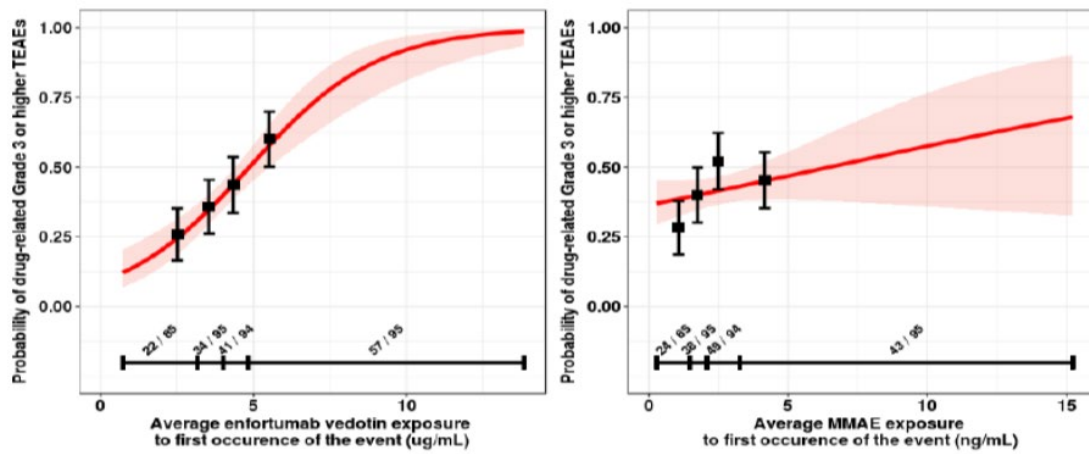 Probability of drug-related Grade 3 or higher TEAEs
1.00
0.75
0.50
0.25
0.00
22 / 85
34 / 95
41 / 94
57 / 95
0
5
10
Average enfortumab vedotin exposure
to first occurence of the event (ug/mL)
Probability of drug-related Grade 3 or higher TEAEs
1.00
0.75
0.50
0.25
0.00
24 / 85
38 / 95
49 / 94
43 / 95
0
5
10
15
Average MMAE exposure
to first occurence of the event (ng/mL)